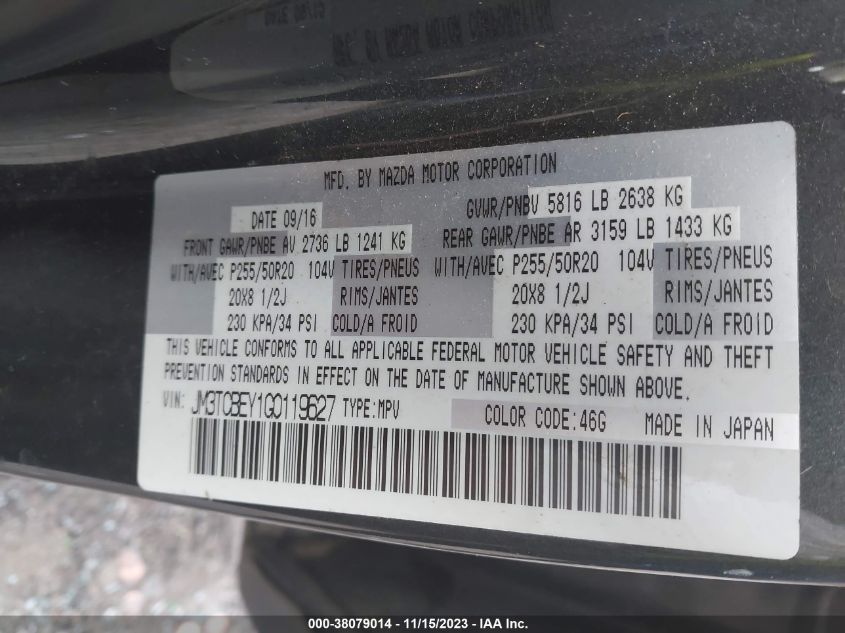 MFD. BY MAZDA MOTOR CORPORATION
DATE 09/16 GVWR/PNBV 5816 LB 2638 KG
FRONT GAWR/PNBE AV 2736 LB 1241 KG REAR GAWR/PNBE AR 3159 LB 1433 KG
WITH/AVEC P255/50R20 104V TIRES/PNEUS WITH/AVEC P255/50R20 104V TIRES/PNEUS
20X8 1/2J RIMS/JANTES 20X8 1/2J RIMS/JANTES
230 KPA/34 PSI COLD/A FROID 230 KPA/34 PSI COLD/A FROID
THIS VEHICLE CONFORMS TO ALL APPLICABLE FEDERAL MOTOR VEHICLE SAFETY AND THEFT
PREVENTION STANDARDS IN EFFECT ON THE DATE OF MANUFACTURE SHOWN ABOVE.
VIN: JM3TCBEY1G0119627 TYPE:MPV COLOR CODE:46G MADE IN JAPAN
000-38079014 - 11/15/2023 - IAA Inc.